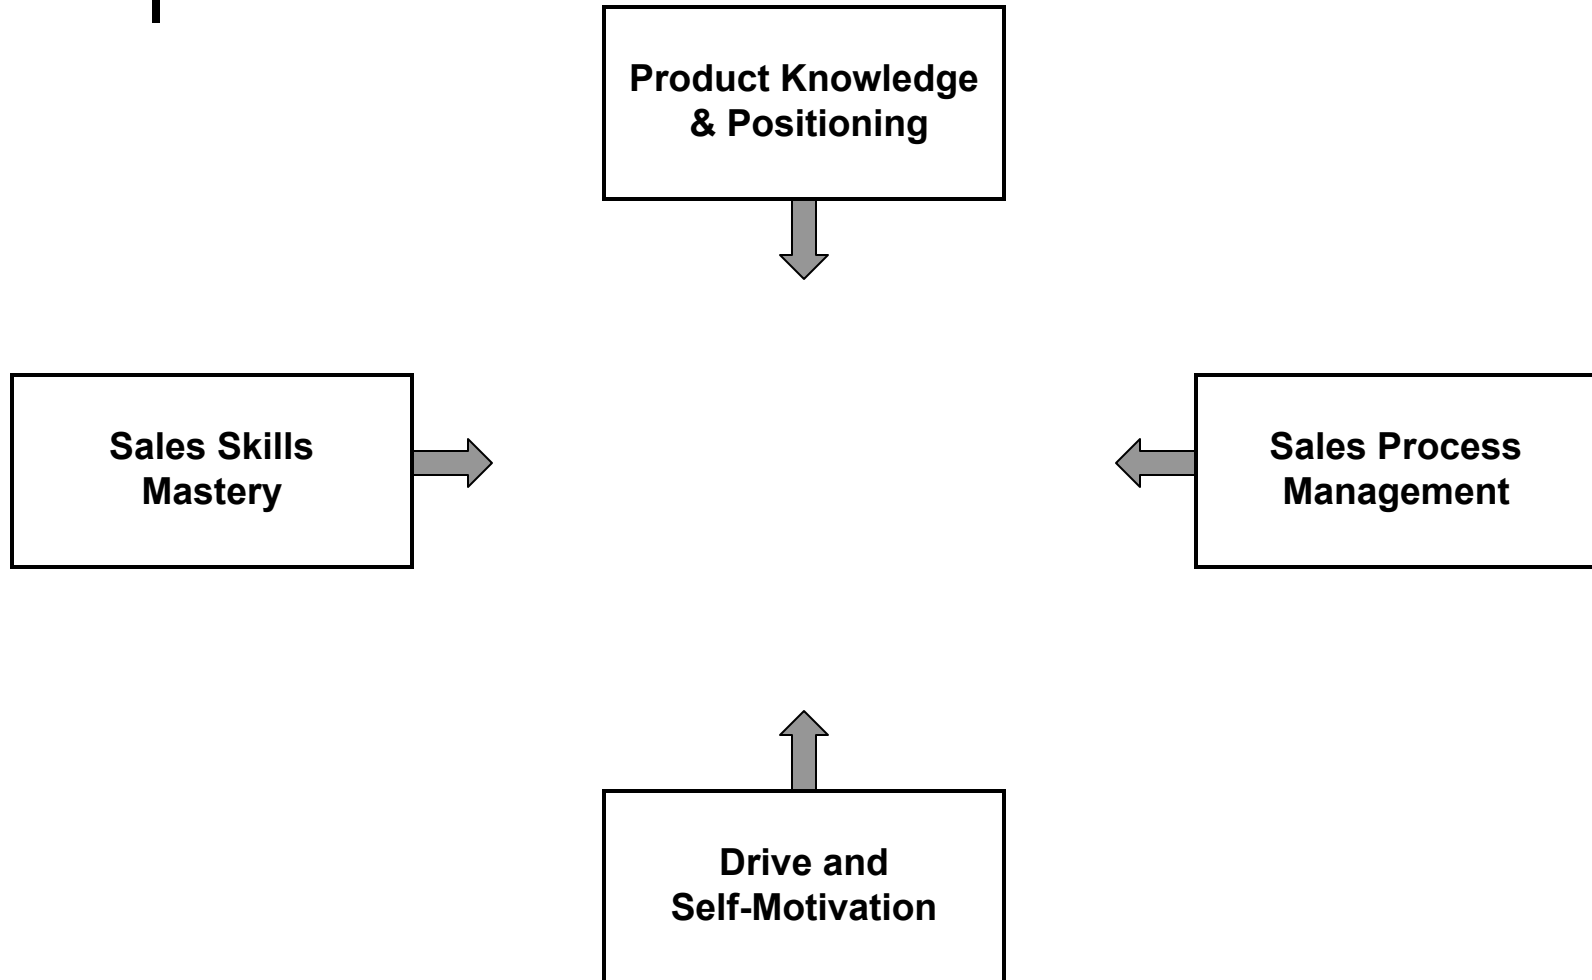 Product Knowledge
& Positioning
Sales Skills
Mastery
Sales Process
Management
Drive and
Self-Motivation